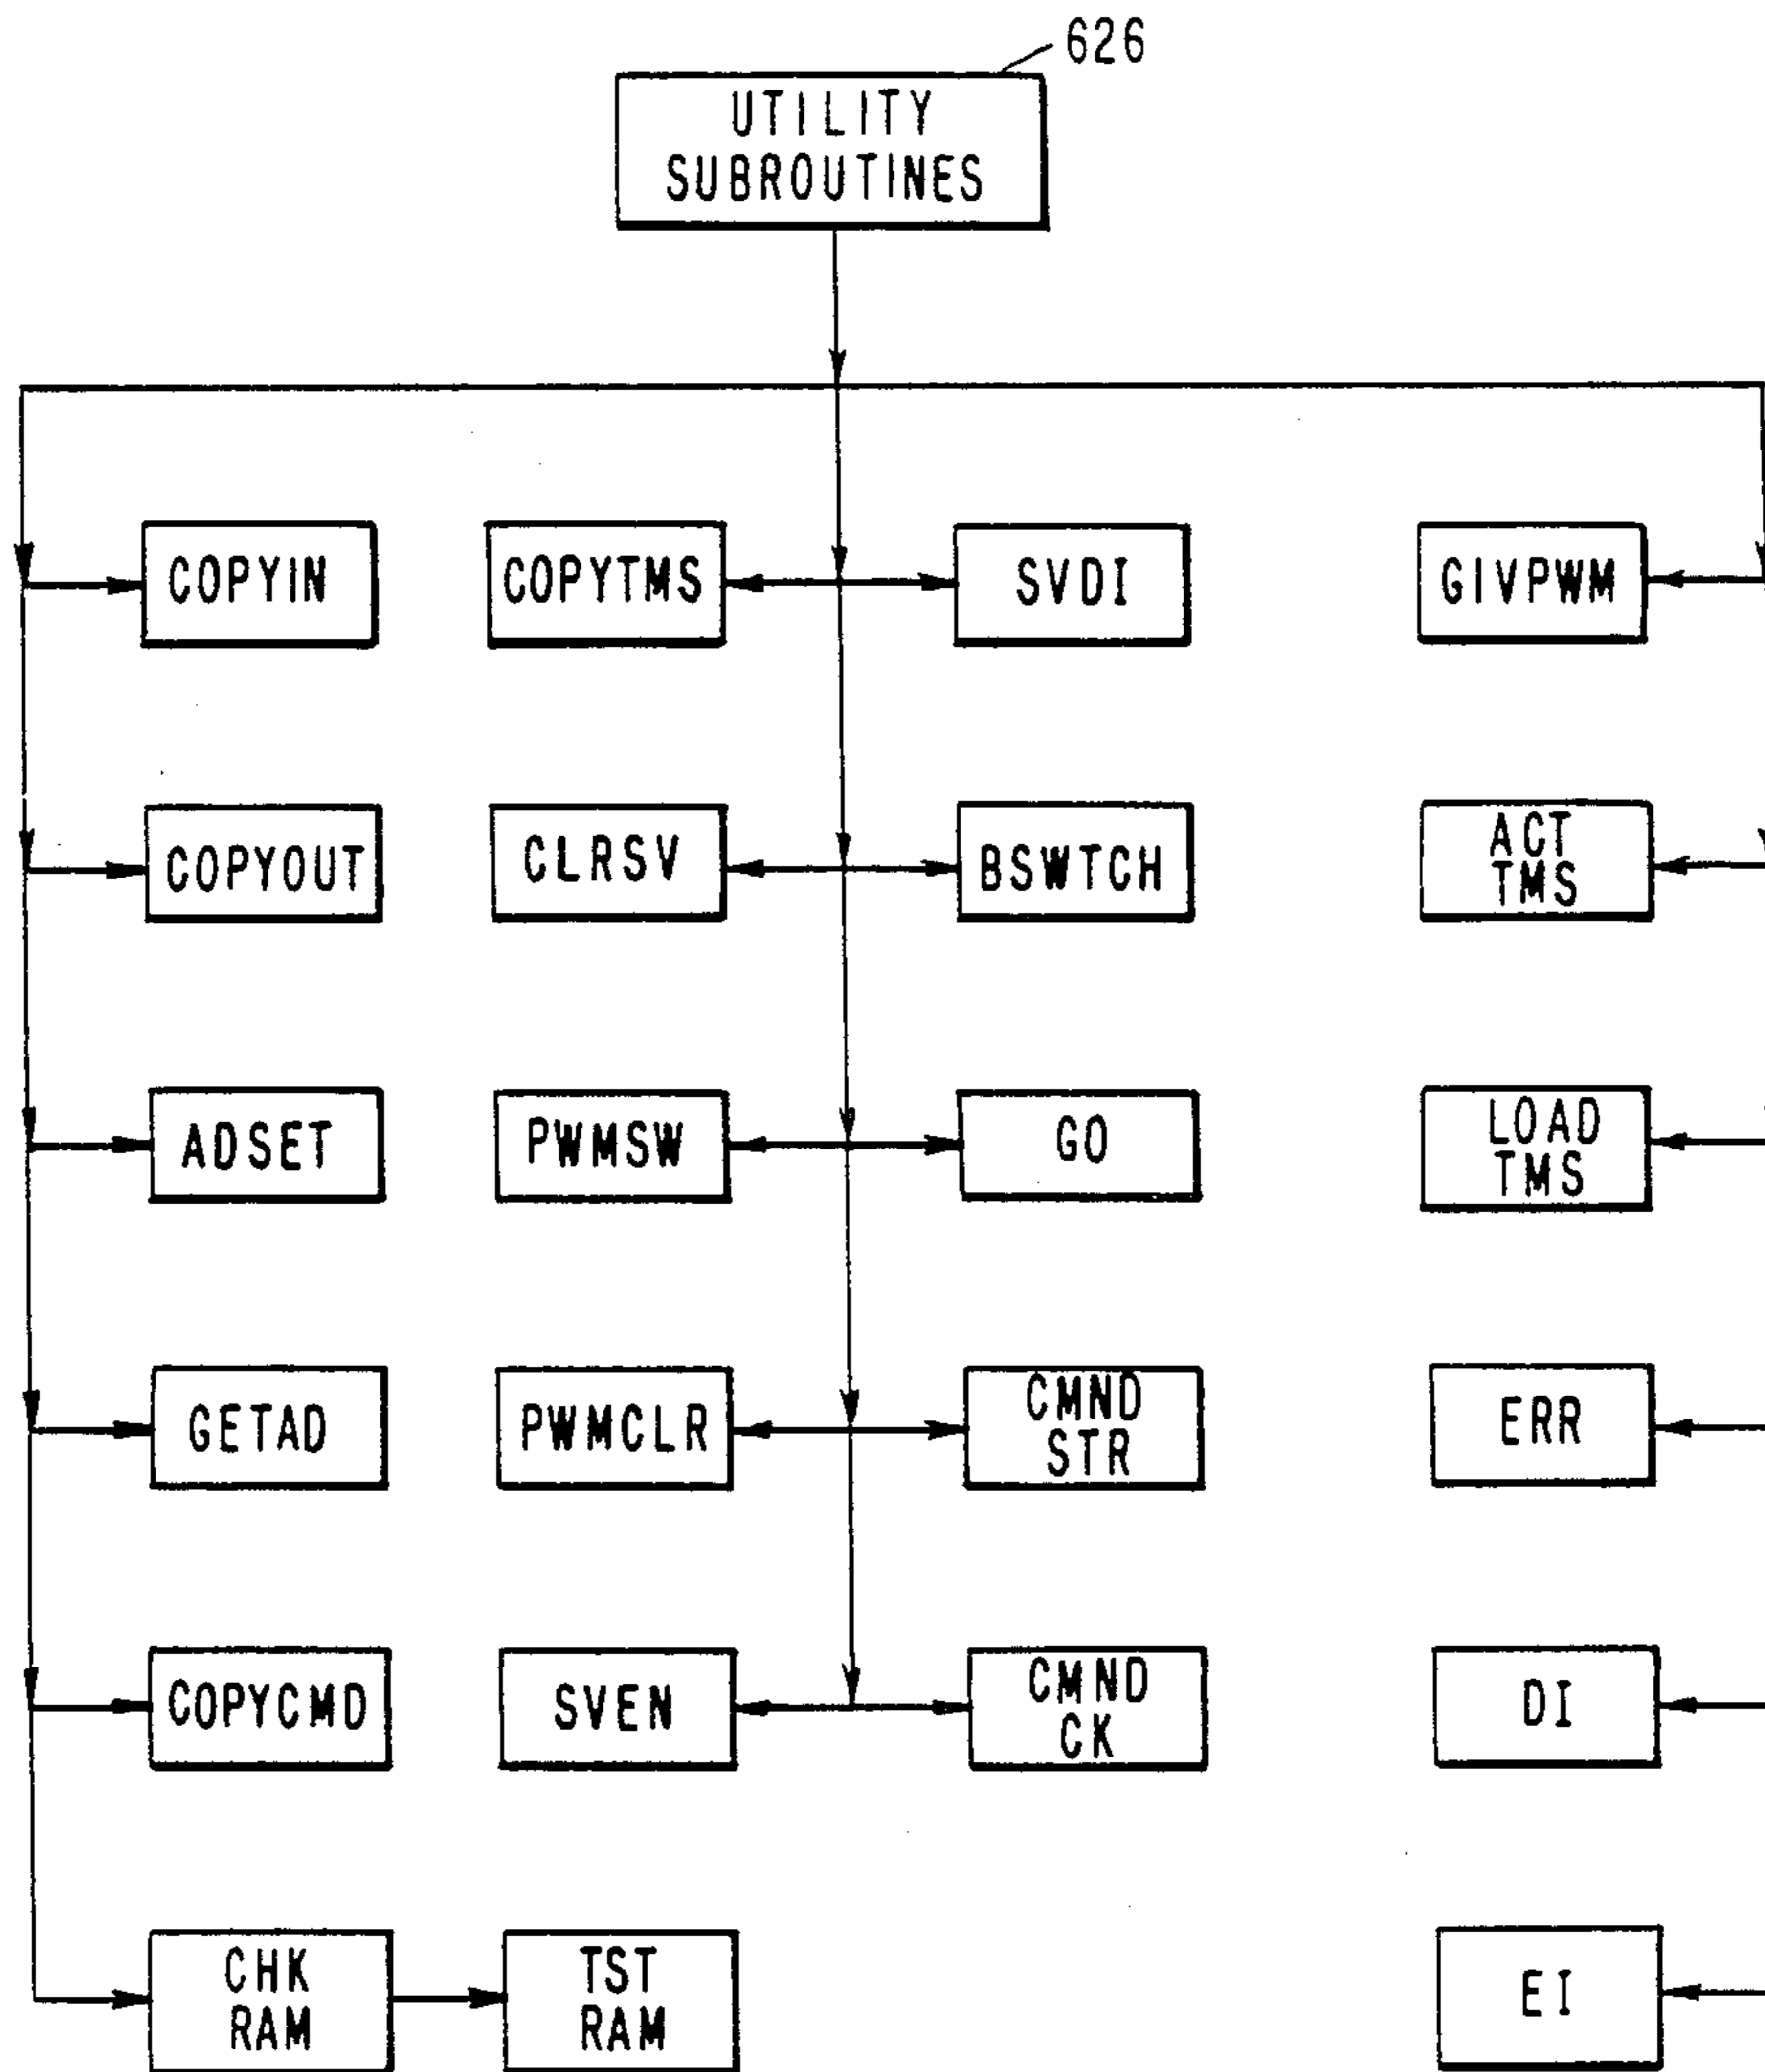 626
UTILITY
SUBROUTINES
COPYIN
COPYTMS
SVDI
GIVPWM
COPYOUT
CLRSV
BSWTCH
ACT
TMS
ADSET
PWMSW
GO
LOAD
TMS
GETAD
PWMCLR
CMND
STR
ERR
COPYCMD
SVEN
CMND
CK
DI
CHK
RAM
TST
RAM
EI